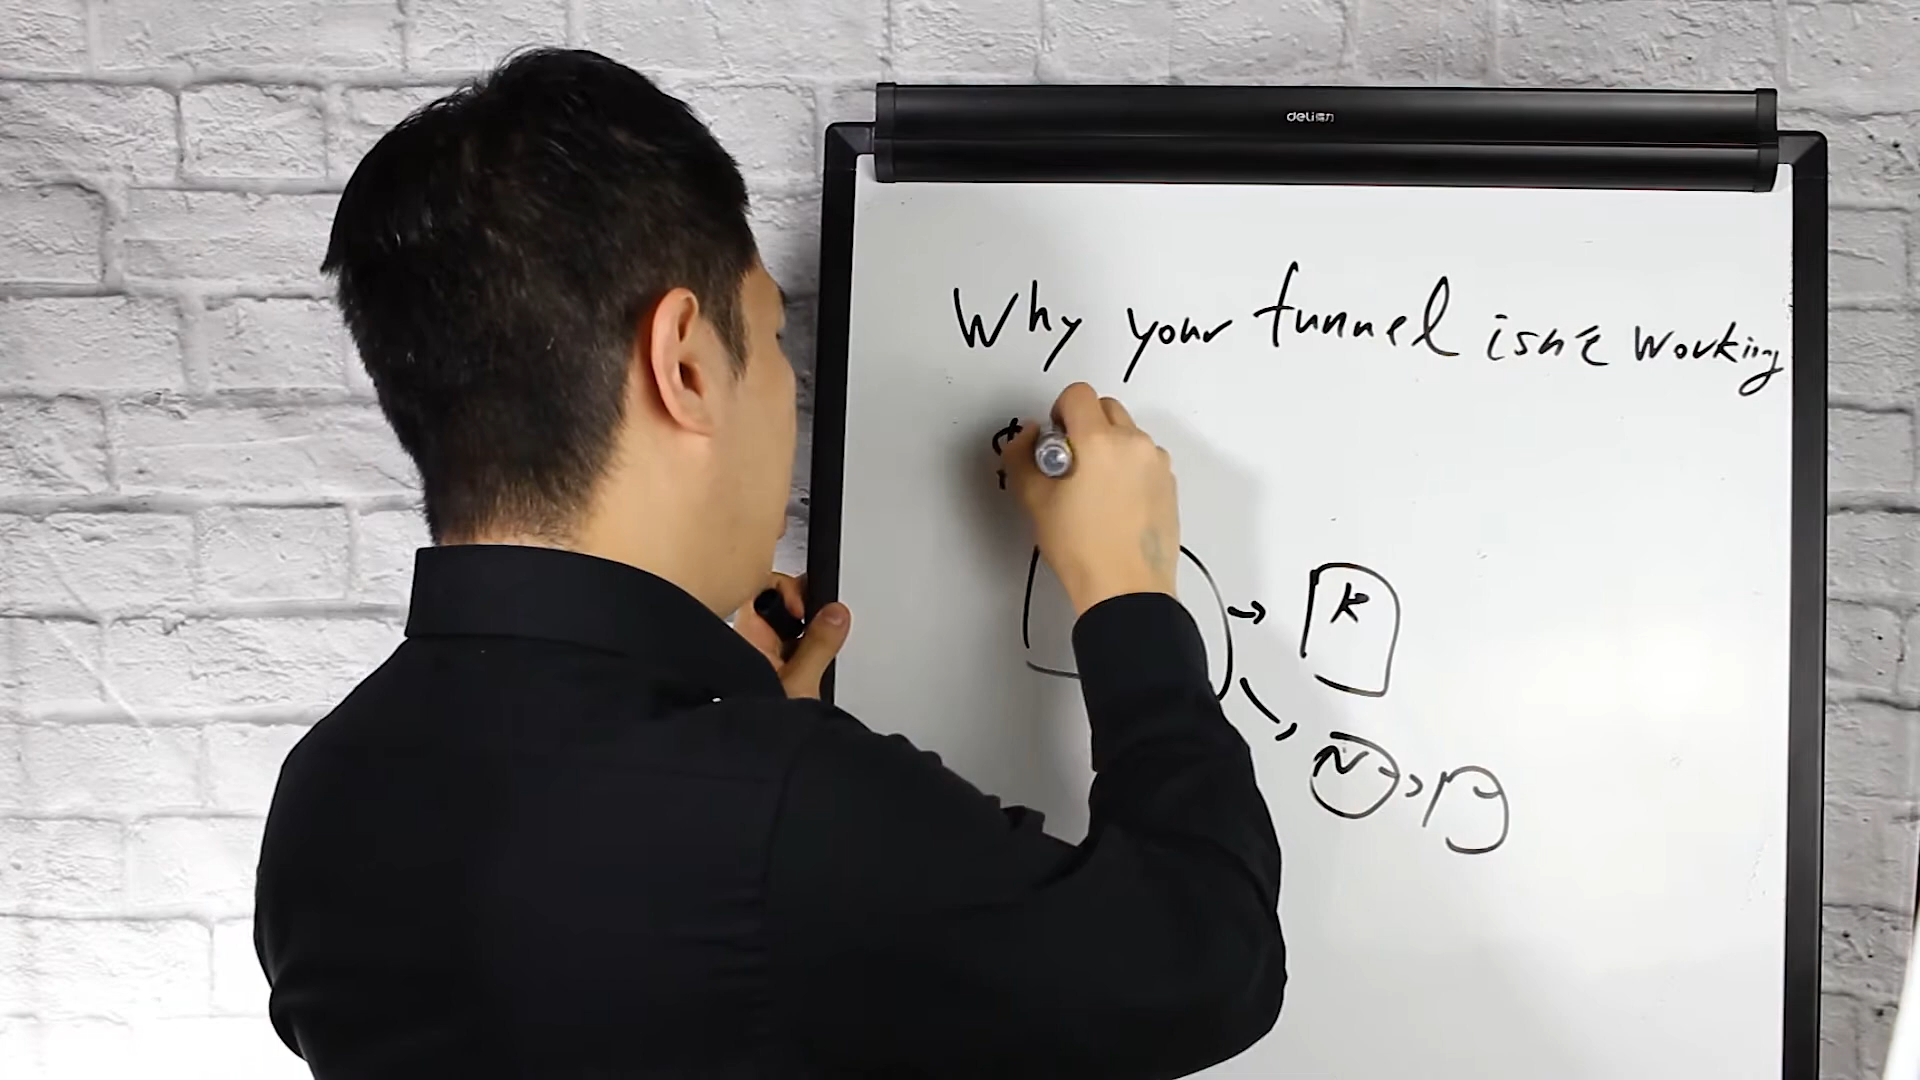 deli得力
Why your funnel isn't working
K
N